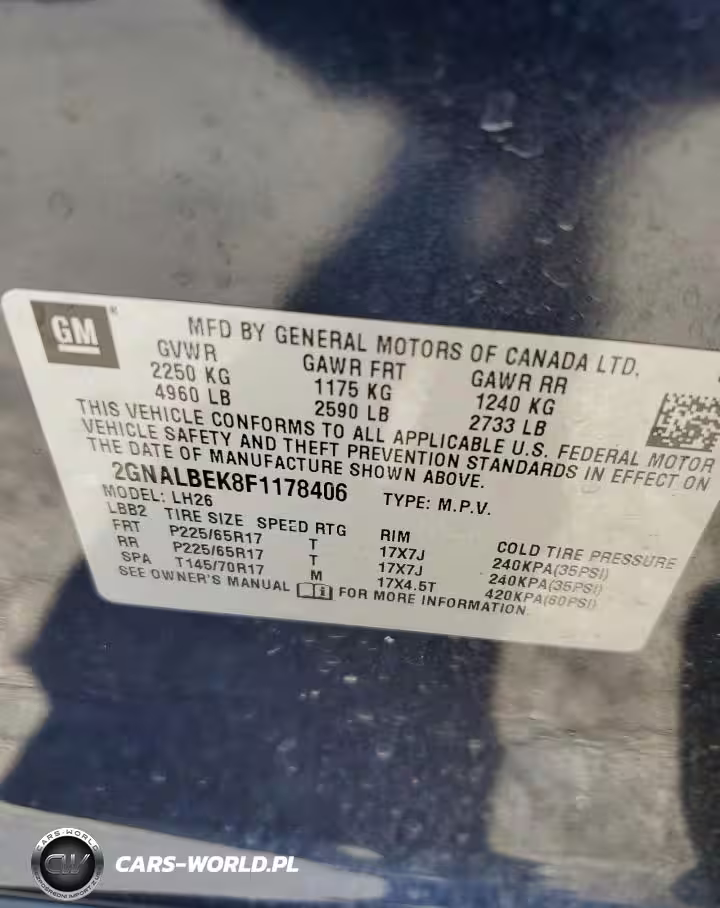 GM
MFD BY GENERAL MOTORS OF CANADA LTD.
GVWR GAWR FRT GAWR RR
2250 KG 1175 KG 1240 KG
4960 LB 2590 LB 2733 LB
THIS VEHICLE CONFORMS TO ALL APPLICABLE U.S. FEDERAL MOTOR
VEHICLE SAFETY AND THEFT PREVENTION STANDARDS IN EFFECT ON
THE DATE OF MANUFACTURE SHOWN ABOVE.
2GNALBEK8F1178406 TYPE: M.P.V.
MODEL: LH26
LBB2 TIRE SIZE SPEED RTG RIM COLD TIRE PRESSURE
FRT P225/65R17 T 17X7J 240KPA(35PSI)
RR P225/65R17 T 17X7J 240KPA(35PSI)
SPA T145/70R17 M 17X4.5T 420KPA(60PSI)
SEE OWNER'S MANUAL FOR MORE INFORMATION.
CARS-WORLD
CW
CARS-WORLD.PL